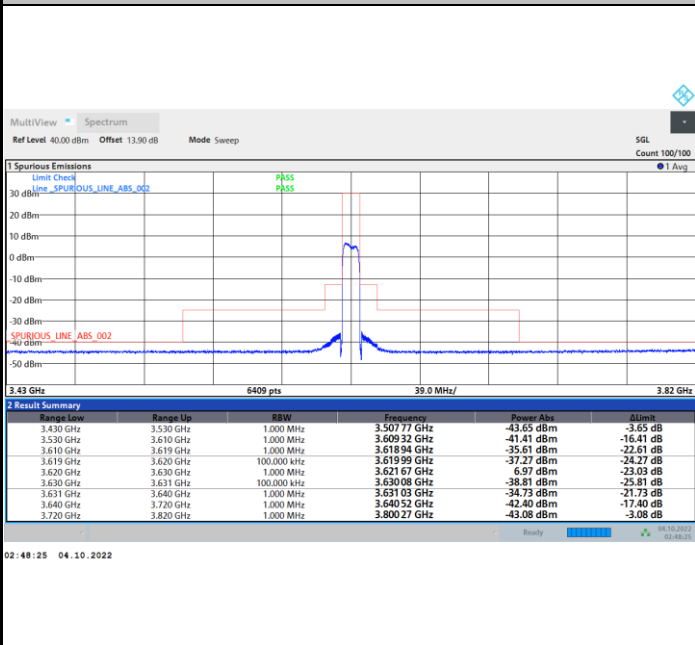 MultiView Spectrum
Ref Level 40.00 dBm Offset 13.90 dB Mode Sweep SGL
Count 100/100
1 Spurious Emissions 1 Avg
Limit Check PASS
Line _SPURIOUS_LINE_ABS_002 PASS
30 dBm
20 dBm
10 dBm
0 dBm
-10 dBm
-20 dBm
-30 dBm
_SPURIOUS_LINE_ABS_002
-40 dBm
-50 dBm
3.43 GHz 6409 pts 39.0 MHz/ 3.82 GHz
2 Result Summary
Range Low Range Up RBW Frequency Power Abs ΔLimit
3.430 GHz 3.530 GHz 1.000 MHz 3.507 77 GHz -43.65 dBm -3.65 dB
3.530 GHz 3.610 GHz 1.000 MHz 3.609 32 GHz -41.41 dBm -16.41 dB
3.610 GHz 3.619 GHz 1.000 MHz 3.618 94 GHz -35.61 dBm -22.61 dB
3.619 GHz 3.620 GHz 100.000 kHz 3.619 99 GHz -37.27 dBm -24.27 dB
3.620 GHz 3.630 GHz 1.000 MHz 3.621 67 GHz 6.97 dBm -23.03 dB
3.630 GHz 3.631 GHz 100.000 kHz 3.630 08 GHz -38.81 dBm -25.81 dB
3.631 GHz 3.640 GHz 1.000 MHz 3.631 03 GHz -34.73 dBm -21.73 dB
3.640 GHz 3.720 GHz 1.000 MHz 3.640 52 GHz -42.40 dBm -17.40 dB
3.720 GHz 3.820 GHz 1.000 MHz 3.800 27 GHz -43.08 dBm -3.08 dB
Ready 04.10.2022
02:48:25
02:48:25 04.10.2022